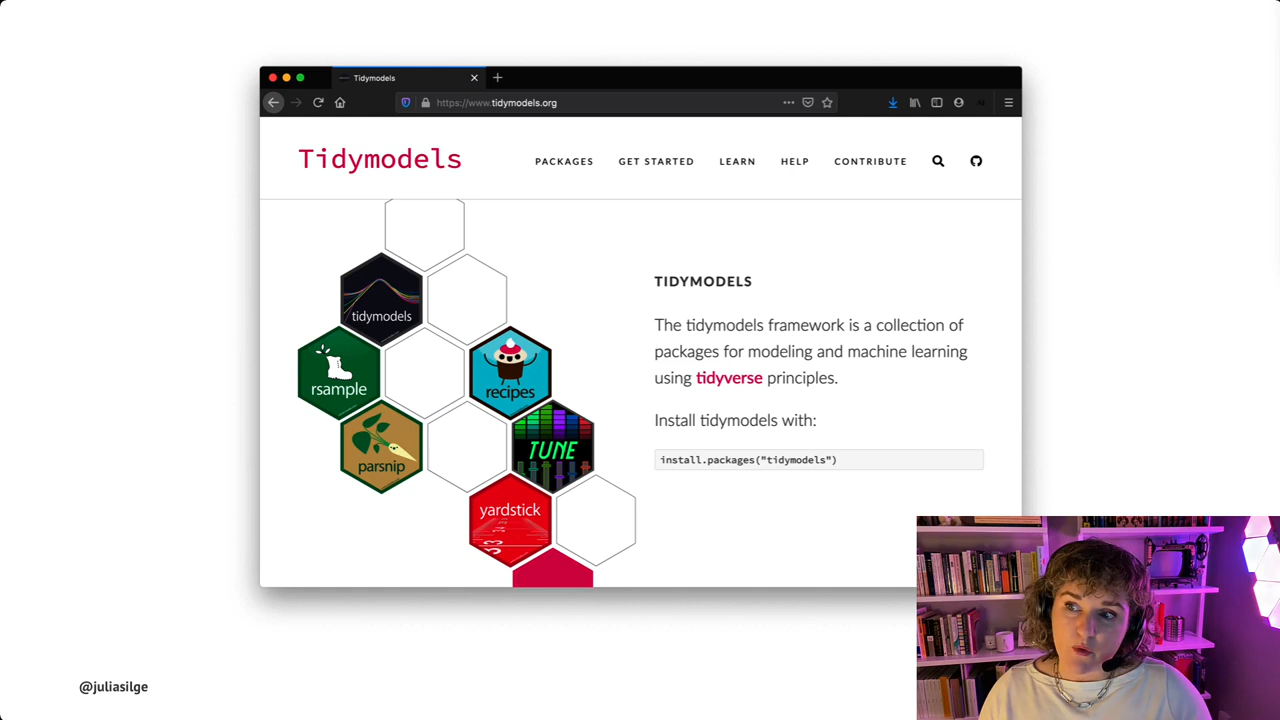 Tidymodels
https://www.tidymodels.org
Tidymodels
PACKAGES
GET STARTED
LEARN
HELP
CONTRIBUTE
tidymodels
rsample
recipes
parsnip
TUNE
yardstick
TIDYMODELS
The tidymodels framework is a collection of
packages for modeling and machine learning
using tidyverse principles.
Install tidymodels with:
install.packages("tidymodels")
@juliasilge